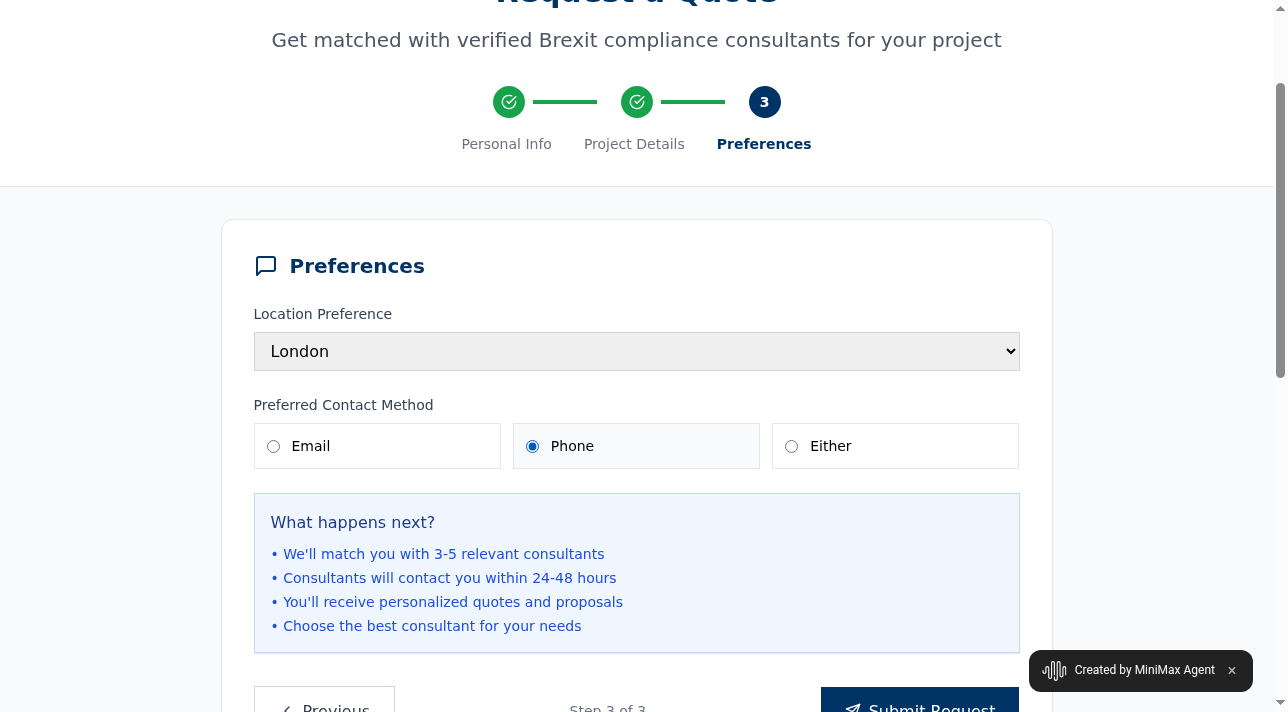 Request a Quote
Get matched with verified Brexit compliance consultants for your project
3
Personal Info
Project Details
Preferences
Preferences
Location Preference
London
Preferred Contact Method
Email
Phone
Either
What happens next?
• We'll match you with 3-5 relevant consultants
• Consultants will contact you within 24-48 hours
• You'll receive personalized quotes and proposals
• Choose the best consultant for your needs
Created by MiniMax Agent ×
Previous
Step 3 of 3
Submit Request